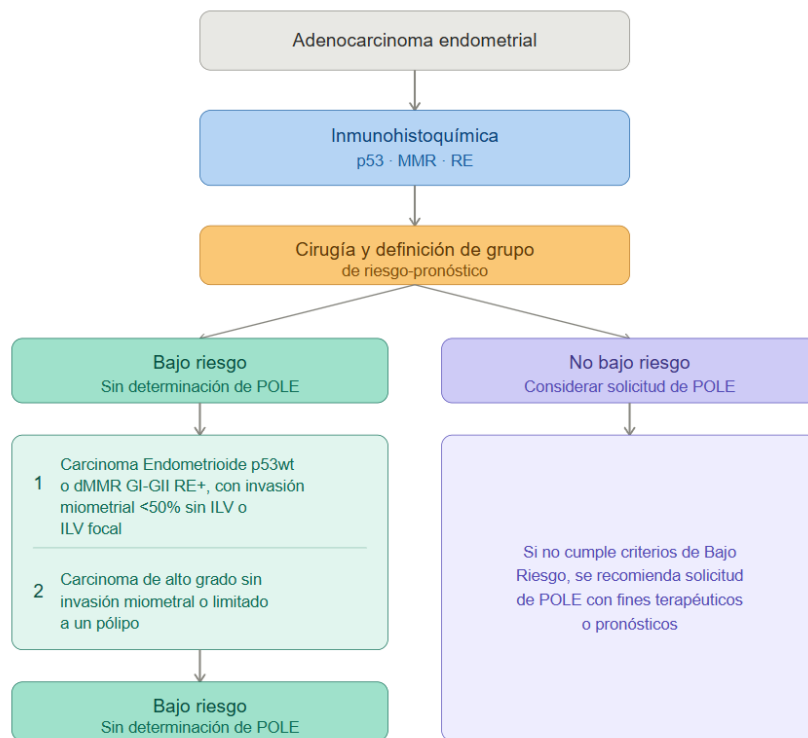 Adenocarcinoma endometrial
Inmunohistoquímica
p53 · MMR · RE
Cirugía y definición de grupo
de riesgo-pronóstico
Bajo riesgo
Sin determinación de POLE
No bajo riesgo
Considerar solicitud de POLE
1
Carcinoma Endometrioide p53wt
o dMMR GI-GII RE+, con invasión
miometrial <50% sin ILV o
ILV focal
2
Carcinoma de alto grado sin
invasión miometral o limitado
a un pólipo
Si no cumple criterios de Bajo
Riesgo, se recomienda solicitud
de POLE con fines terapéuticos
o pronósticos
Bajo riesgo
Sin determinación de POLE